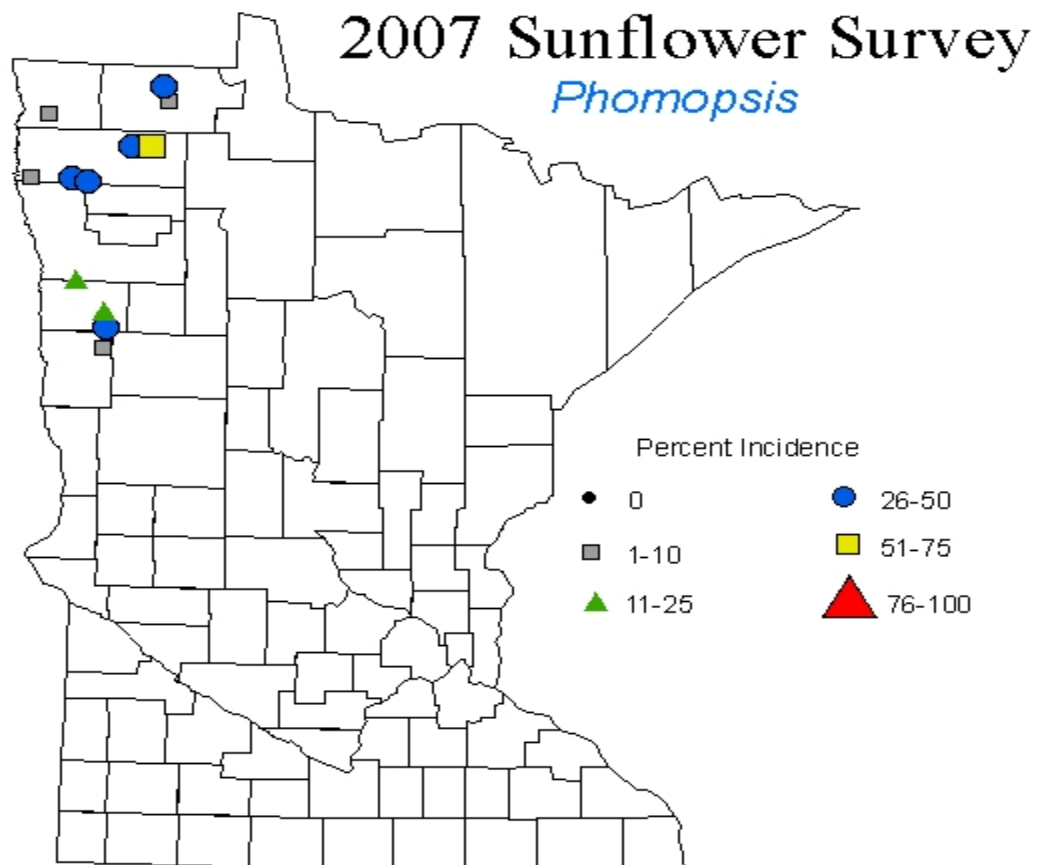 2007 Sunflower Survey
Phomopsis
Percent Incidence
0
26-50
1-10
51-75
11-25
76-100